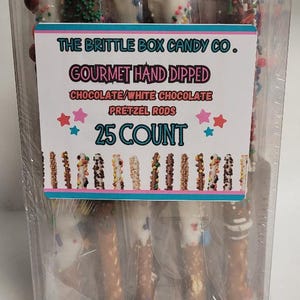 THE BRITTLE BOX CANDY CO.
GOURMET HAND DIPPED
CHOCOLATE/WHITE CHOCOLATE
PRETZEL RODS
25 COUNT